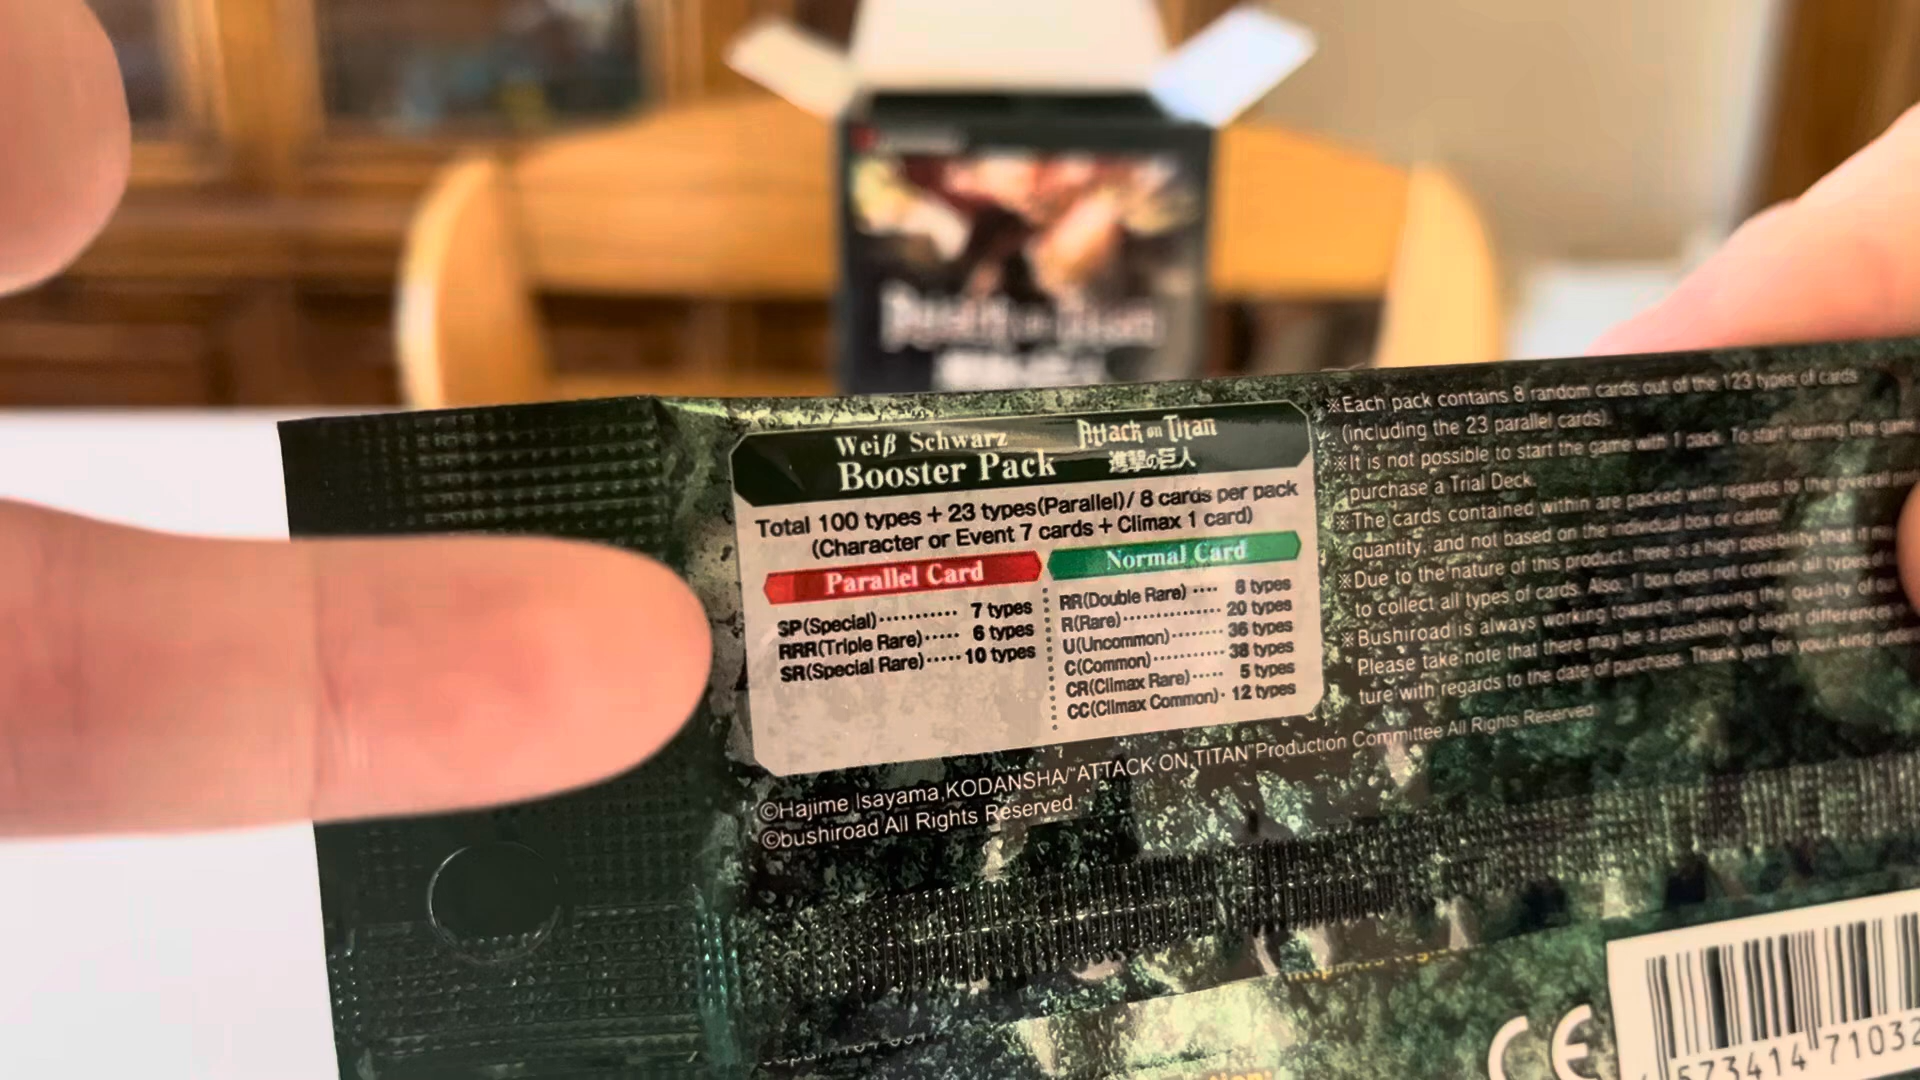 Attack on Titan
Weiß Schwarz
Booster Pack
Attack on Titan
進撃の巨人
Total 100 types + 23 types(Parallel)/ 8 cards per pack
(Character or Event 7 cards + Climax 1 card)
Parallel Card
SP(Special)·········· 7 types
RRR(Triple Rare)····· 6 types
SR(Special Rare)····· 10 types
Normal Card
RR(Double Rare) ···· 8 types
R(Rare)·············· 20 types
U(Uncommon)········ 36 types
C(Common)·········· 38 types
CR(Climax Rare)····· 5 types
CC(Climax Common)· 12 types
※Each pack contains 8 random cards out of the 123 types of cards
(including the 23 parallel cards).
※It is not possible to start the game with 1 pack. To start learning the game
purchase a Trial Deck.
※The cards contained within are packed with regards to the overall
quantity, and not based on the individual box or carton.
※Due to the nature of this product, there is a high possibility that it
to collect all types of cards. Also, 1 box does not contain all types of
※Bushiroad is always working towards improving the quality of our
Please take note that there may be a possibility of slight differences
ture with regards to the date of purchase. Thank you for your kind
©Hajime Isayama,KODANSHA/"ATTACK ON TITAN"Production Committee All Rights Reserved
©bushiroad All Rights Reserved
CE
573414 71032